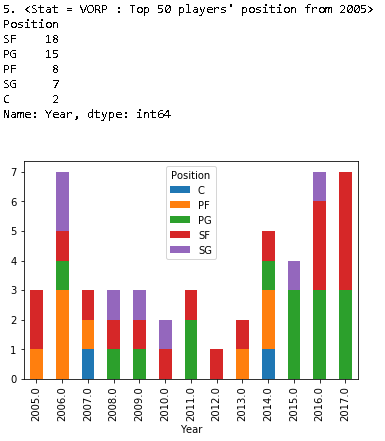 5. <Stat = VORP : Top 50 players' position from 2005>
Position
SF 18
PG 15
PF 8
SG 7
C 2
Name: Year, dtype: int64
7
6
5
4
3
2
1
0
Position
C
PF
PG
SF
SG
2005.0 2006.0 2007.0 2008.0 2009.0 2010.0 2011.0 2012.0 2013.0 2014.0 2015.0 2016.0 2017.0
Year